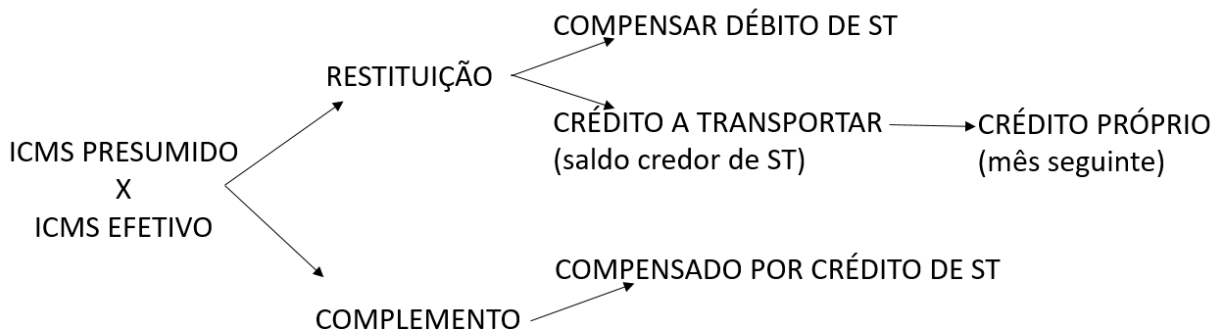 COMPENSAR DÉBITO DE ST
RESTITUIÇÃO
CRÉDITO A TRANSPORTAR
(saldo credor de ST)
CRÉDITO PRÓPRIO
(mês seguinte)
ICMS PRESUMIDO
X
ICMS EFETIVO
COMPENSADO POR CRÉDITO DE ST
COMPLEMENTO